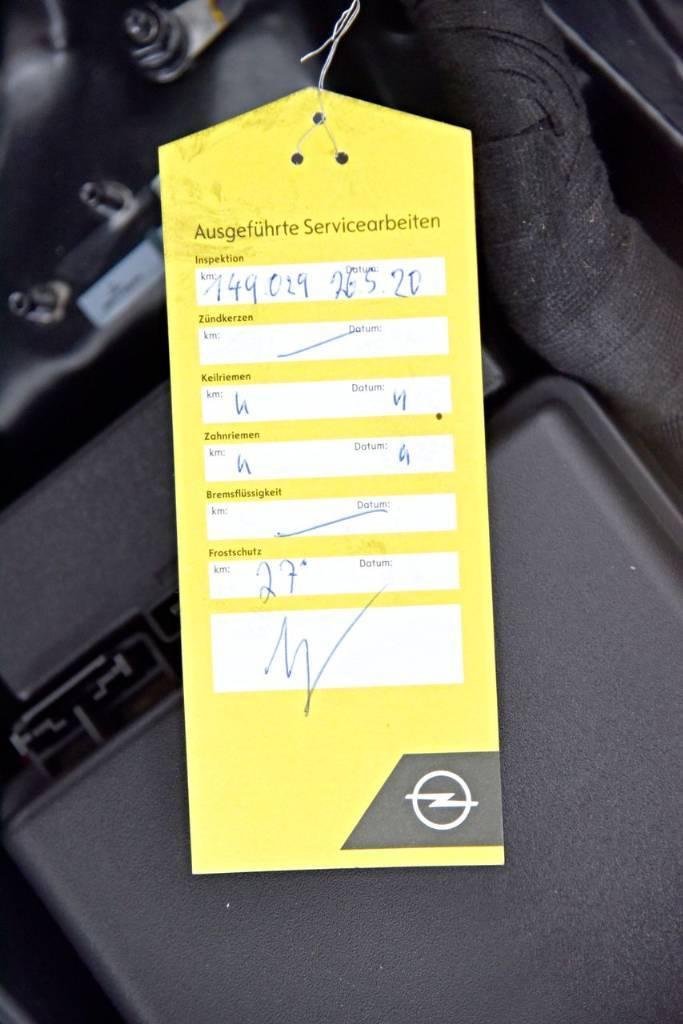 Ausgeführte Servicearbeiten
Inspektion
km: 149.029 Datum: 26.5.20
Zündkerzen
km: Datum:
Keilriemen
km: Datum:
Zahnriemen
km: Datum:
Bremsflüssigkeit
km: Datum:
Frostschutz
km: 27° Datum: